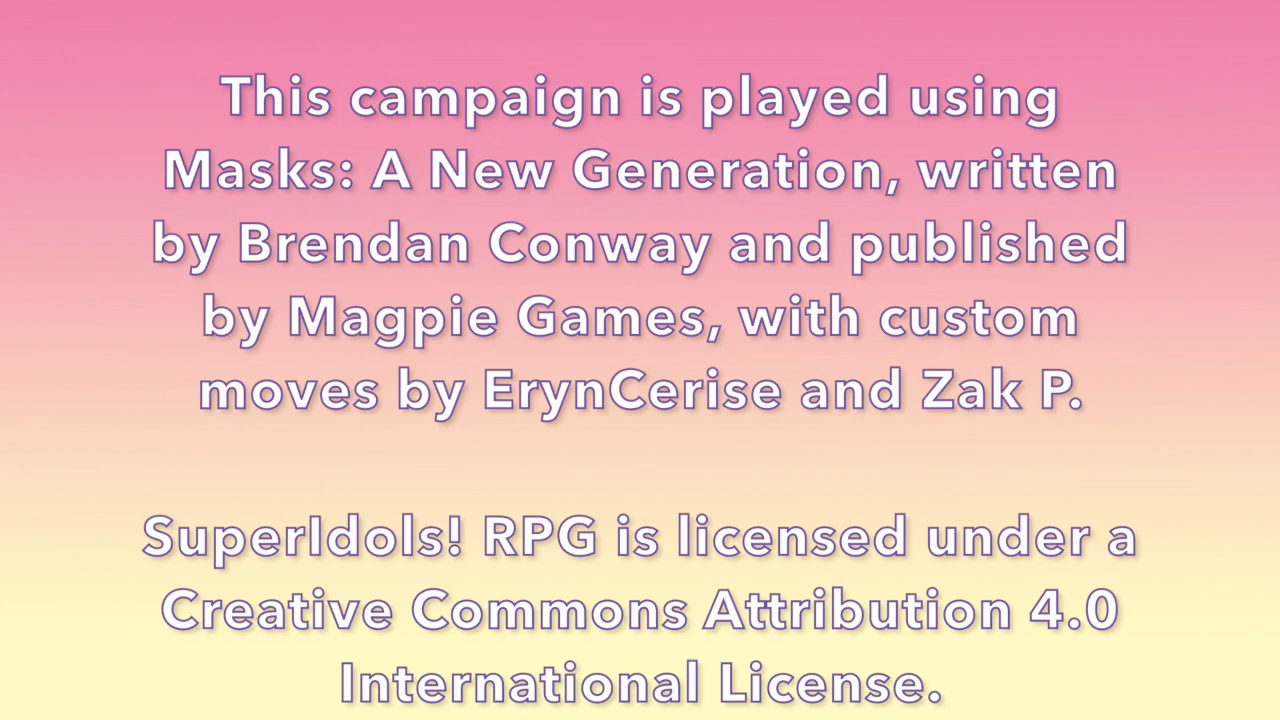 This campaign is played using
Masks: A New Generation, written
by Brendan Conway and published
by Magpie Games, with custom
moves by ErynCerise and Zak P.
SuperIdols! RPG is licensed under a
Creative Commons Attribution 4.0
International License.